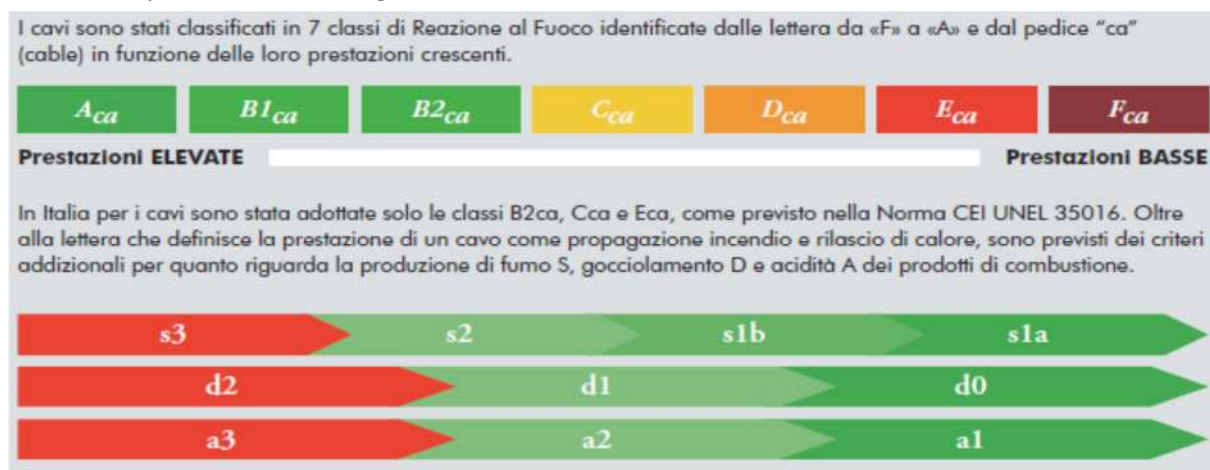 I cavi sono stati classificati in 7 classi di Reazione al Fuoco identificate dalle lettera da «F» a «A» e dal pedice “ca”
(cable) in funzione delle loro prestazioni crescenti.
Aca B1ca B2ca Cca Dca Eca Fca
Prestazioni ELEVATE Prestazioni BASSE
In Italia per i cavi sono stata adottate solo le classi B2ca, Cca e Eca, come previsto nella Norma CEI UNEL 35016. Oltre
alla lettera che definisce la prestazione di un cavo come propagazione incendio e rilascio di calore, sono previsti dei criteri
addizionali per quanto riguarda la produzione di fumo S, gocciolamento D e acidità A dei prodotti di combustione.
s3 s2 s1b s1a
d2 d1 d0
a3 a2 a1